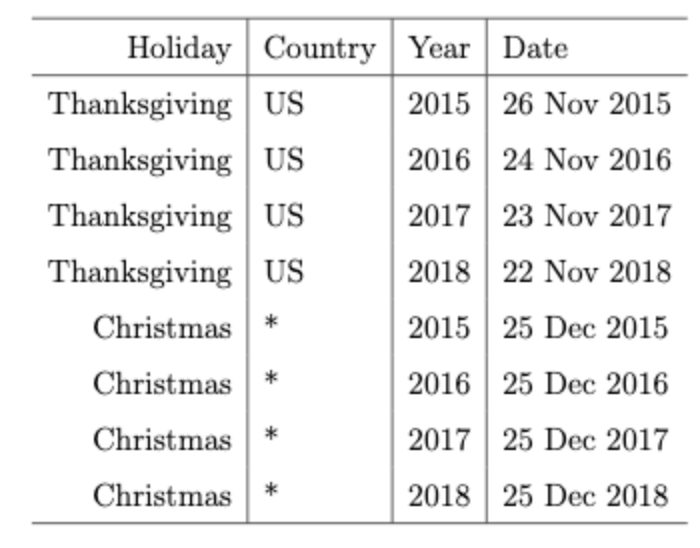 Holiday Country Year Date
Thanksgiving US 2015 26 Nov 2015
Thanksgiving US 2016 24 Nov 2016
Thanksgiving US 2017 23 Nov 2017
Thanksgiving US 2018 22 Nov 2018
Christmas * 2015 25 Dec 2015
Christmas * 2016 25 Dec 2016
Christmas * 2017 25 Dec 2017
Christmas * 2018 25 Dec 2018